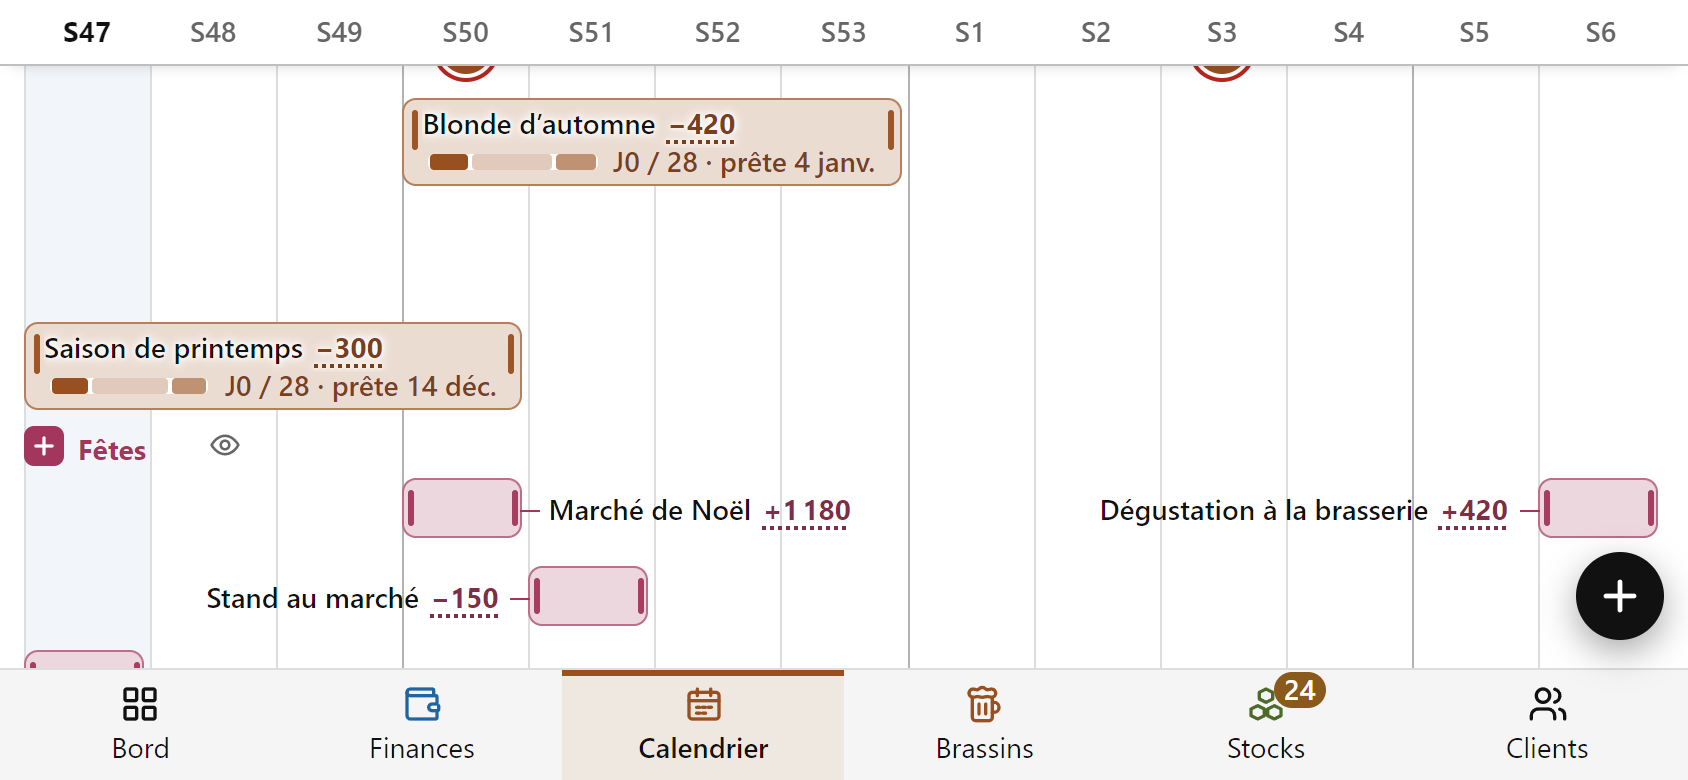 S47 S48 S49 S50 S51 S52 S53 S1 S2 S3 S4 S5 S6
Blonde d’automne −420
J0 / 28 · prête 4 janv.
Saison de printemps −300
J0 / 28 · prête 14 déc.
Fêtes
Marché de Noël +1 180
Dégustation à la brasserie +420
Stand au marché −150
24
Bord Finances Calendrier Brassins Stocks Clients